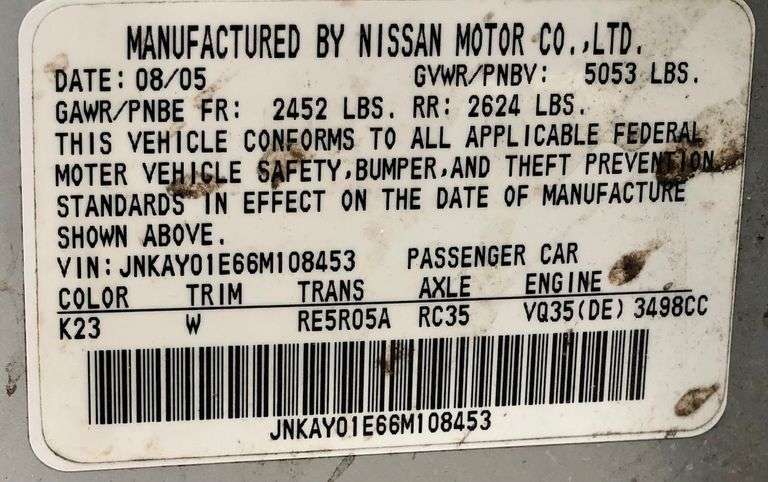 MANUFACTURED BY NISSAN MOTOR CO.,LTD.
DATE: 08/05 GVWR/PNBV: 5053 LBS.
GAWR/PNBE FR: 2452 LBS. RR: 2624 LBS.
THIS VEHICLE CONFORMS TO ALL APPLICABLE FEDERAL
MOTER VEHICLE SAFETY,BUMPER,AND THEFT PREVENTION
STANDARDS IN EFFECT ON THE DATE OF MANUFACTURE
SHOWN ABOVE.
VIN: JNKAY01E66M108453 PASSENGER CAR
COLOR TRIM TRANS AXLE ENGINE
K23 W RE5R05A RC35 VQ35(DE) 3498CC
JNKAY01E66M108453